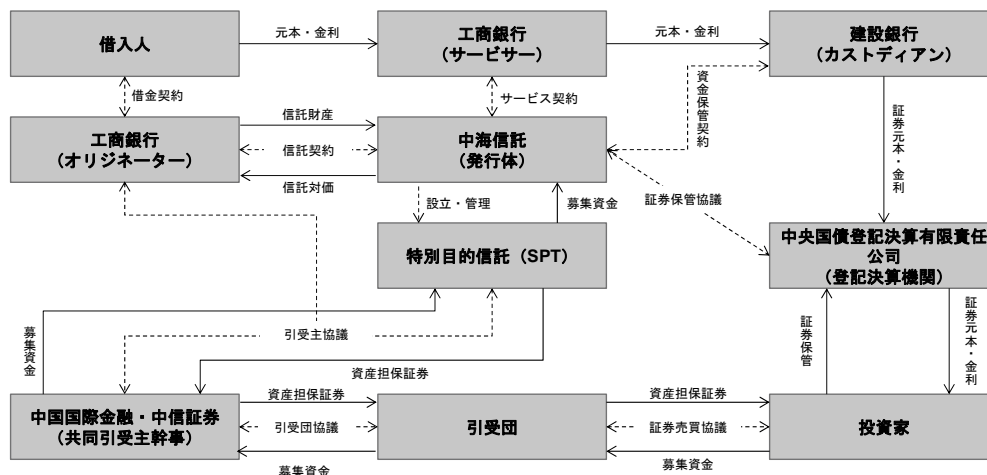 借入人
元本・金利
工商銀行
（サービサー）
元本・金利
建設銀行
（カストディアン）
借金契約
サービス契約
資金保管契約
証券元本・金利
工商銀行
（オリジネーター）
信託財産
信託契約
信託対価
中海信託
（発行体）
設立・管理
募集資金
証券保管協議
特別目的信託（SPT）
中央国債登記決算有限責任
公司
（登記決算機関）
募集資金
引受主協議
資産担保証券
証券保管
証券元本・金利
中国国際金融・中信証券
（共同引受主幹事）
資産担保証券
引受団協議
募集資金
引受団
資産担保証券
証券売買協議
募集資金
投資家